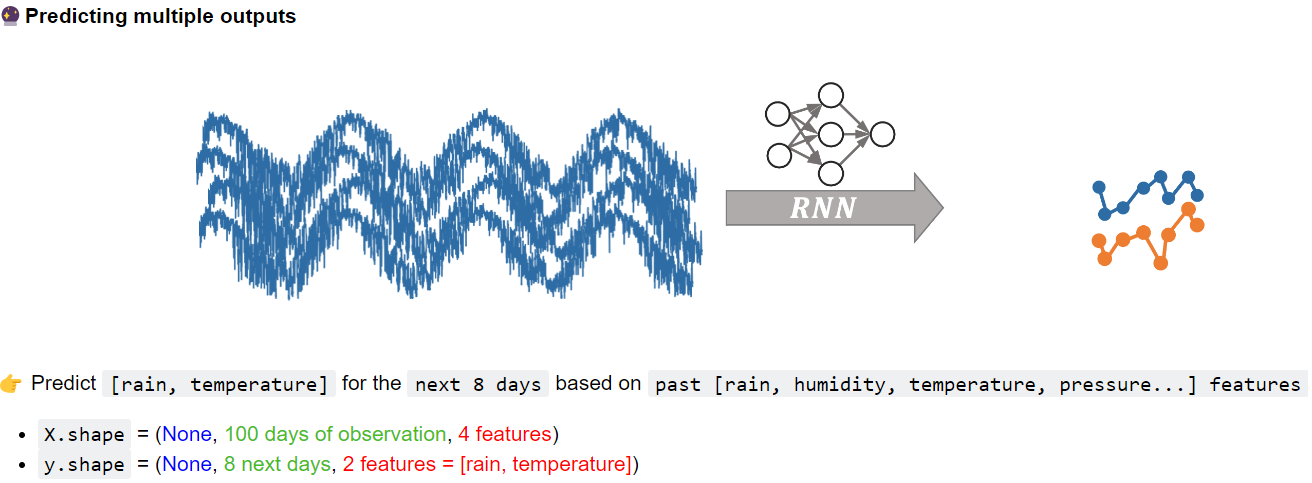 🔮 Predicting multiple outputs
RNN
👉 Predict [rain, temperature] for the next 8 days based on past [rain, humidity, temperature, pressure...] features
• X.shape = (None, 100 days of observation, 4 features)
• y.shape = (None, 8 next days, 2 features = [rain, temperature])